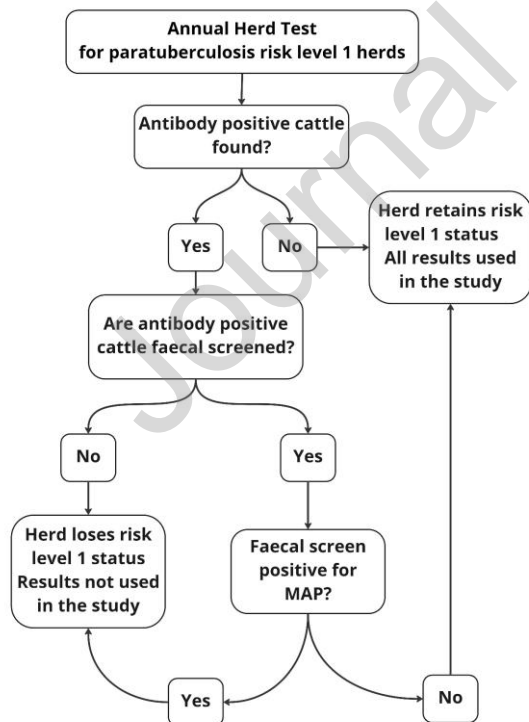 Annual Herd Test
for paratuberculosis risk level 1 herds
Antibody positive cattle
found?
Yes
No
Herd retains risk
level 1 status
All results used
in the study
Are antibody positive
cattle faecal screened?
No
Yes
Herd loses risk
level 1 status
Results not used
in the study
Faecal screen
positive for
MAP?
Yes
No
Journal